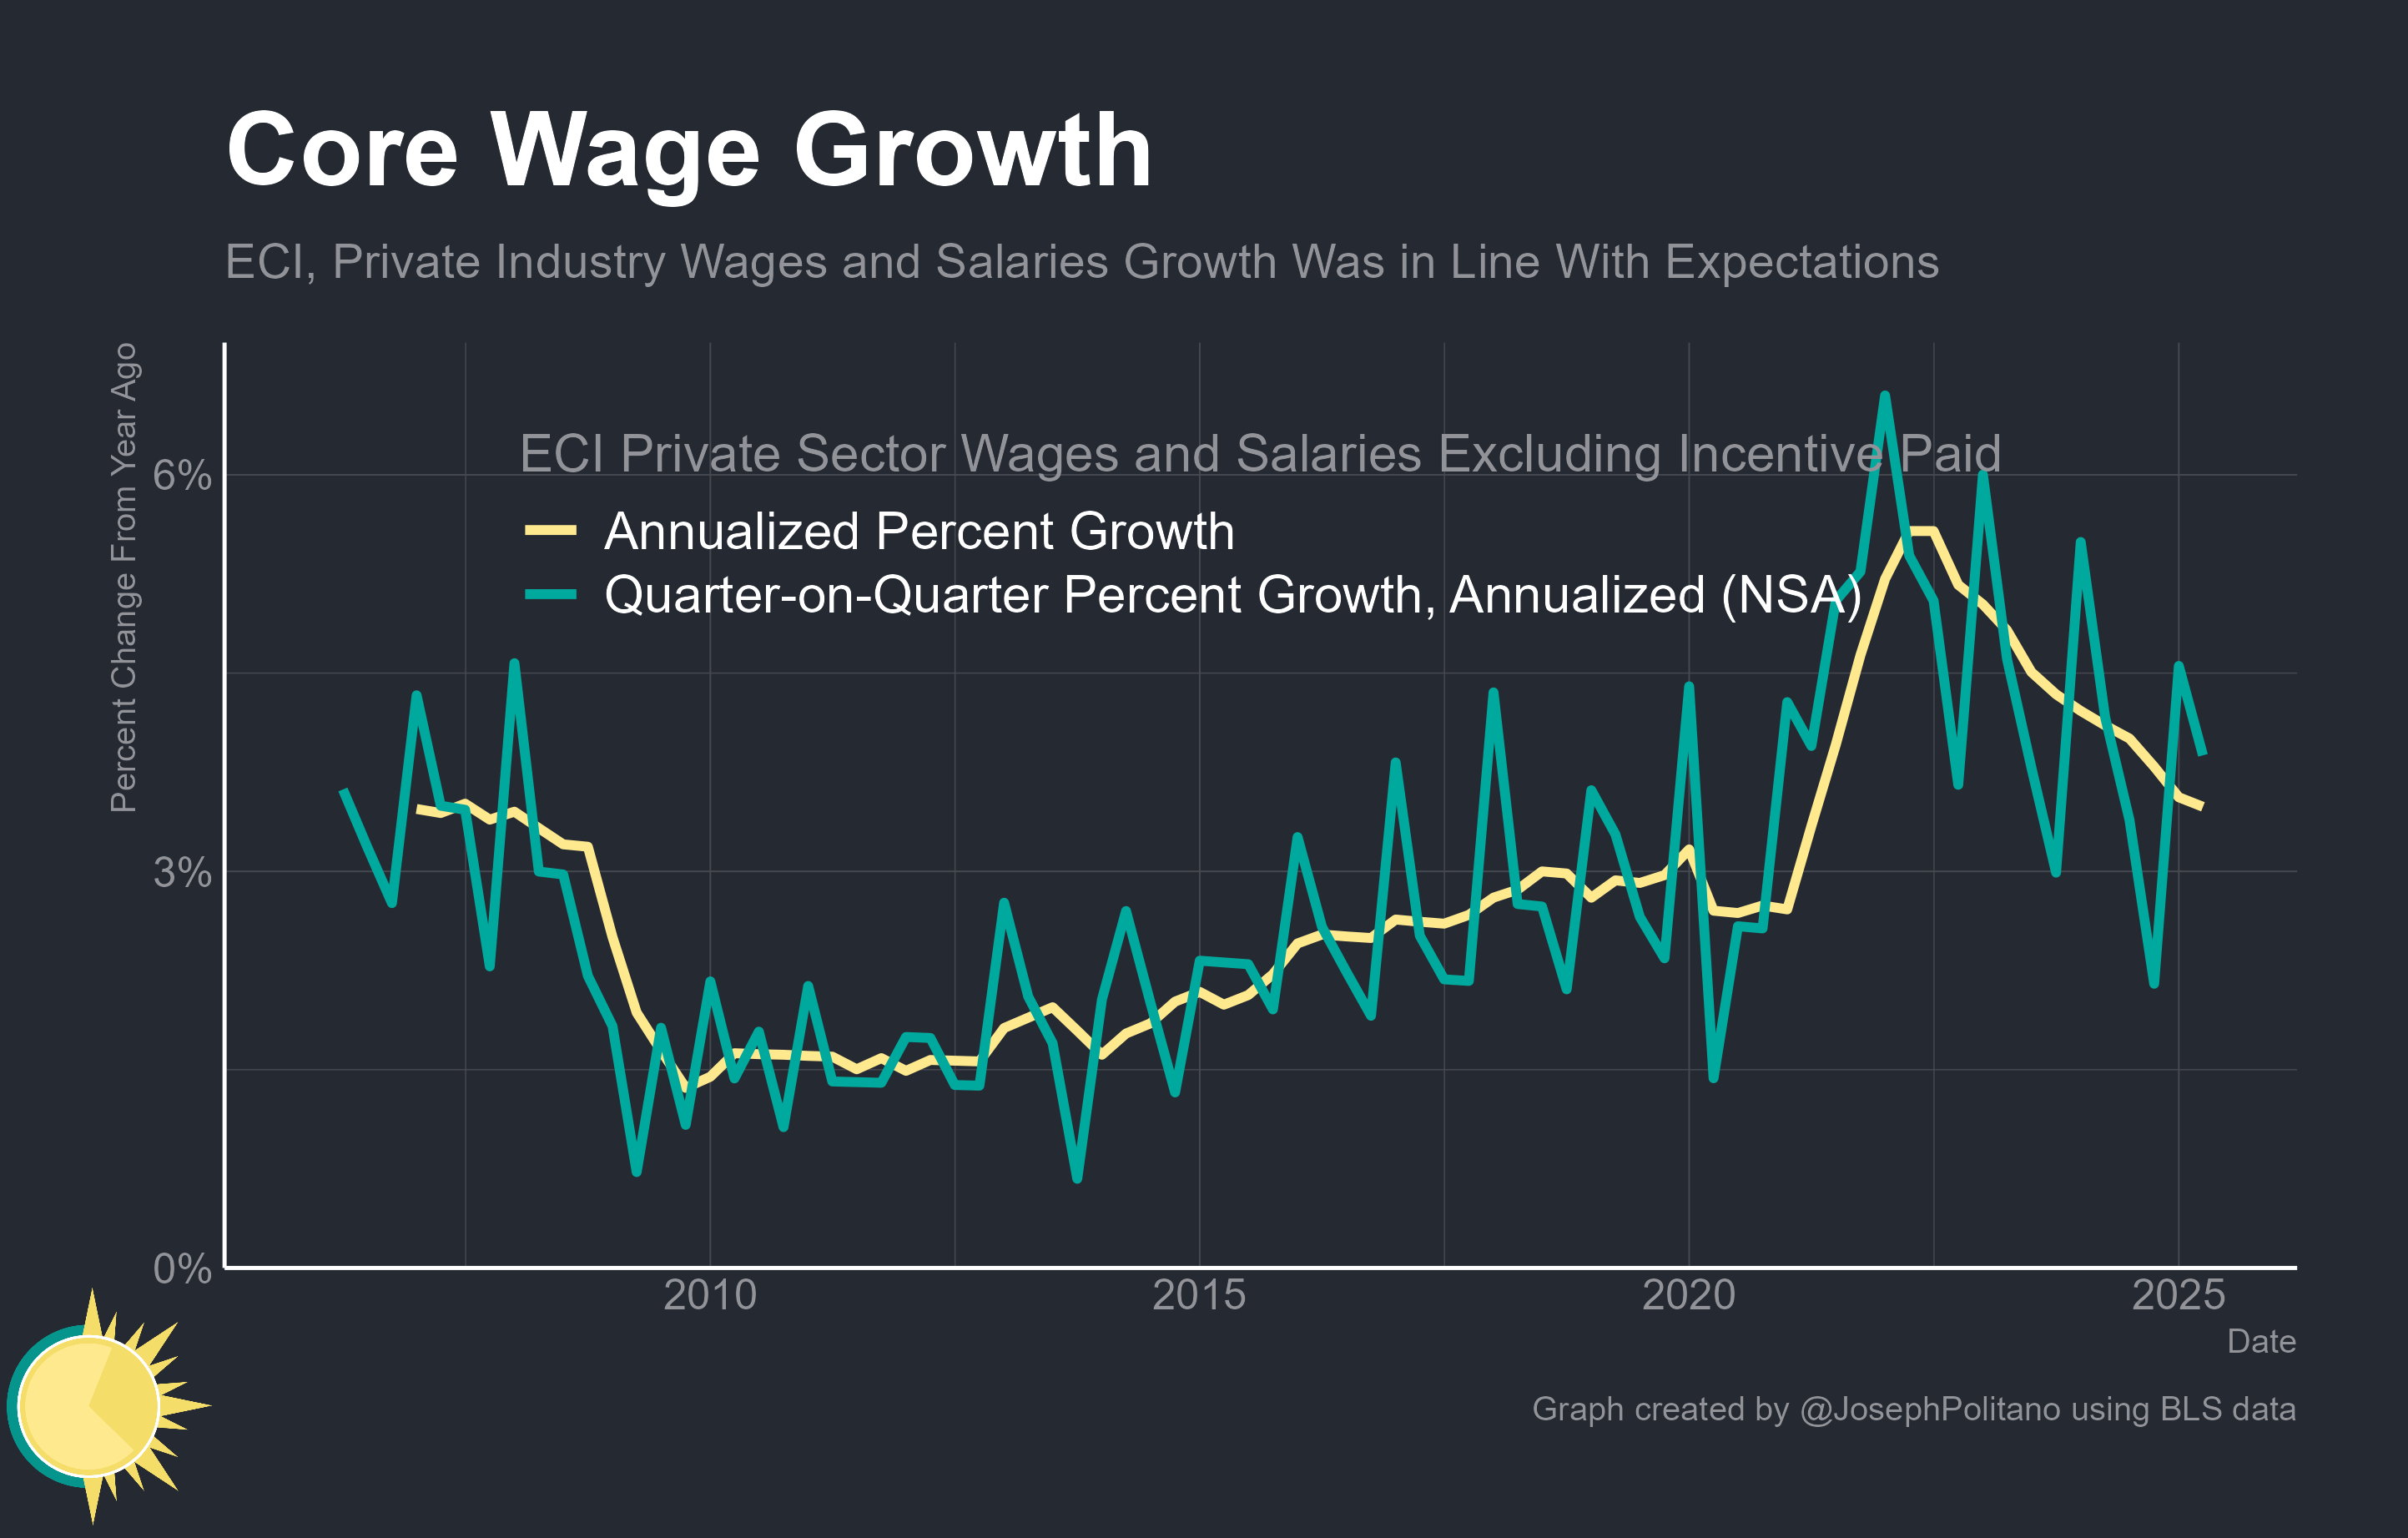 Core Wage Growth
ECI, Private Industry Wages and Salaries Growth Was in Line With Expectations
Percent Change From Year Ago
ECI Private Sector Wages and Salaries Excluding Incentive Paid
Annualized Percent Growth
Quarter-on-Quarter Percent Growth, Annualized (NSA)
6%
3%
0%
2010 2015 2020 2025
Date
Graph created by @JosephPolitano using BLS data